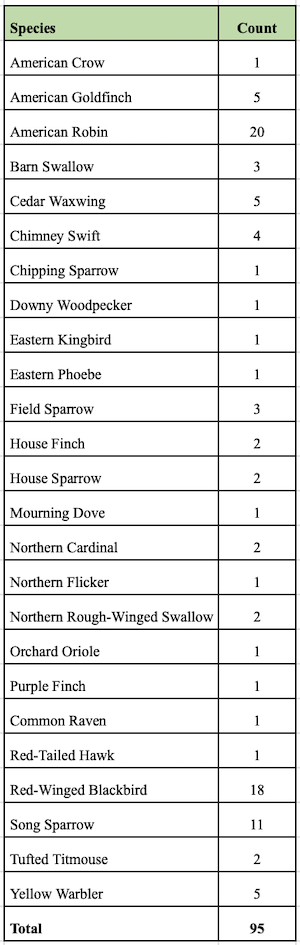 Species Count
American Crow 1
American Goldfinch 5
American Robin 20
Barn Swallow 3
Cedar Waxwing 5
Chimney Swift 4
Chipping Sparrow 1
Downy Woodpecker 1
Eastern Kingbird 1
Eastern Phoebe 1
Field Sparrow 3
House Finch 2
House Sparrow 2
Mourning Dove 1
Northern Cardinal 2
Northern Flicker 1
Northern Rough-Winged Swallow 2
Orchard Oriole 1
Purple Finch 1
Common Raven 1
Red-Tailed Hawk 1
Red-Winged Blackbird 18
Song Sparrow 11
Tufted Titmouse 2
Yellow Warbler 5
Total 95